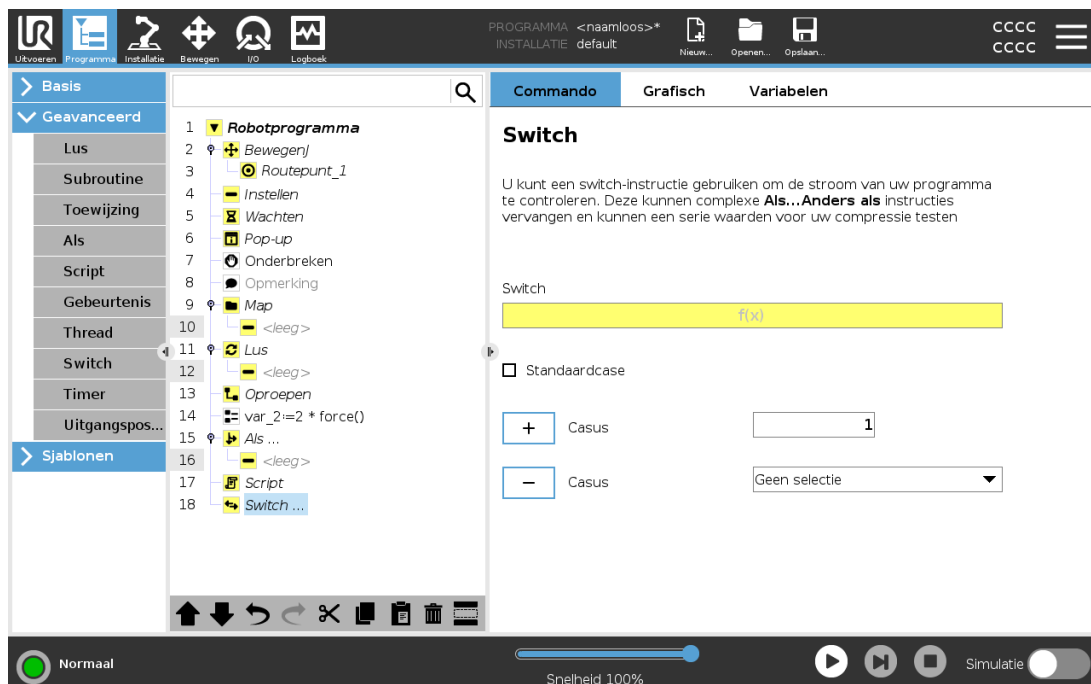 UR
Uitvoeren
Programma
Installatie
Bewegen
I/O
Logboek
PROGRAMMA <naamloos>*
INSTALLATIE default
Nieuw...
Openen...
Opslaan...
CCCC
CCCC
Basis
Geavanceerd
Lus
Subroutine
Toewijzing
Als
Script
Gebeurtenis
Thread
Switch
Timer
Uitgangspos...
Sjablonen
1 Robotprogramma
2 BewegenJ
3 Routepunt_1
4 Instellen
5 Wachten
6 Pop-up
7 Onderbreken
8 Opmerking
9 Map
10 <leeg>
11 Lus
12 <leeg>
13 Oproepen
14 var_2:=2 * force()
15 Als ...
16 <leeg>
17 Script
18 Switch ...
Commando
Grafisch
Variabelen
Switch
U kunt een switch-instructie gebruiken om de stroom van uw programma
te controleren. Deze kunnen complexe Als...Anders als instructies
vervangen en kunnen een serie waarden voor uw compressie testen
Switch
f(x)
Standaardcase
+ Casus 1
− Casus Geen selectie
Normaal
Snelheid 100%
Simulatie